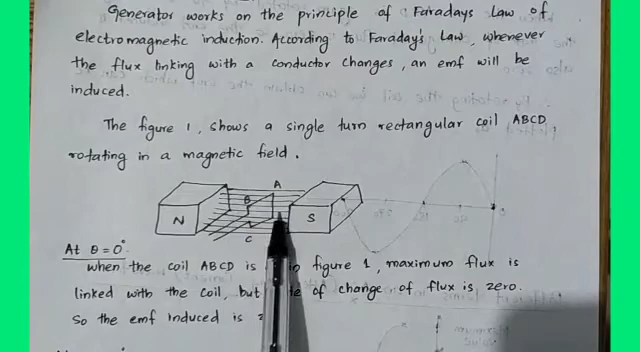 Generator works on the principle of Faradays Law of
electromagnetic induction. According to Faraday's Law, whenever
the flux linking with a conductor changes, an emf will be
induced.
The figure 1, shows a single turn rectangular coil ABCD
rotating in a magnetic field.
A
B
N
S
C
At θ = 0°
when the coil ABCD is in figure 1, maximum flux is
linked with the coil, but of change of flux is zero.
So the emf induced is